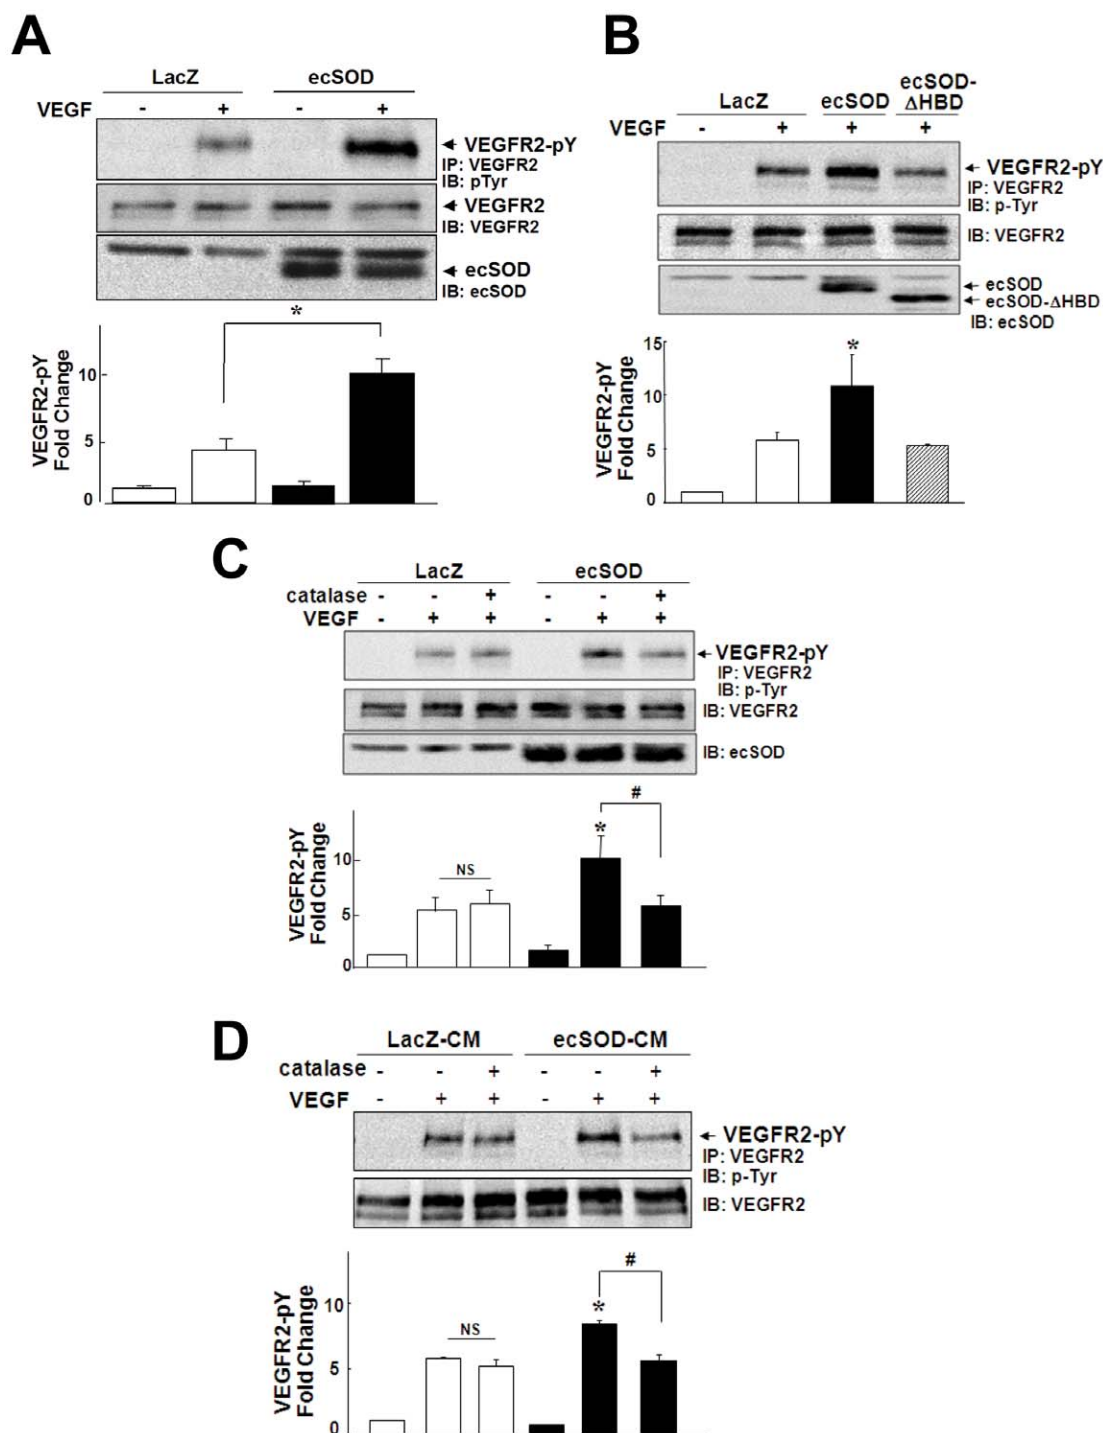 A
LacZ ecSOD
VEGF - + - +
VEGFR2-pY
IP: VEGFR2
IB: pTyr
VEGFR2
IB: VEGFR2
ecSOD
IB: ecSOD
*
VEGFR2-pY
Fold Change
10
5
0
B
LacZ ecSOD ecSOD-
ΔHBD
VEGF - + + +
VEGFR2-pY
IP: VEGFR2
IB: p-Tyr
IB: VEGFR2
ecSOD
ecSOD-ΔHBD
IB: ecSOD
*
VEGFR2-pY
Fold Change
15
10
5
0
C
LacZ ecSOD
catalase - - + - - +
VEGF - + + - + +
VEGFR2-pY
IP: VEGFR2
IB: p-Tyr
IB: VEGFR2
IB: ecSOD
#
*
NS
VEGFR2-pY
Fold Change
10
5
0
D
LacZ-CM ecSOD-CM
catalase - - + - - +
VEGF - + + - + +
VEGFR2-pY
IP: VEGFR2
IB: p-Tyr
IB: VEGFR2
#
*
NS
VEGFR2-pY
Fold Change
10
5
0